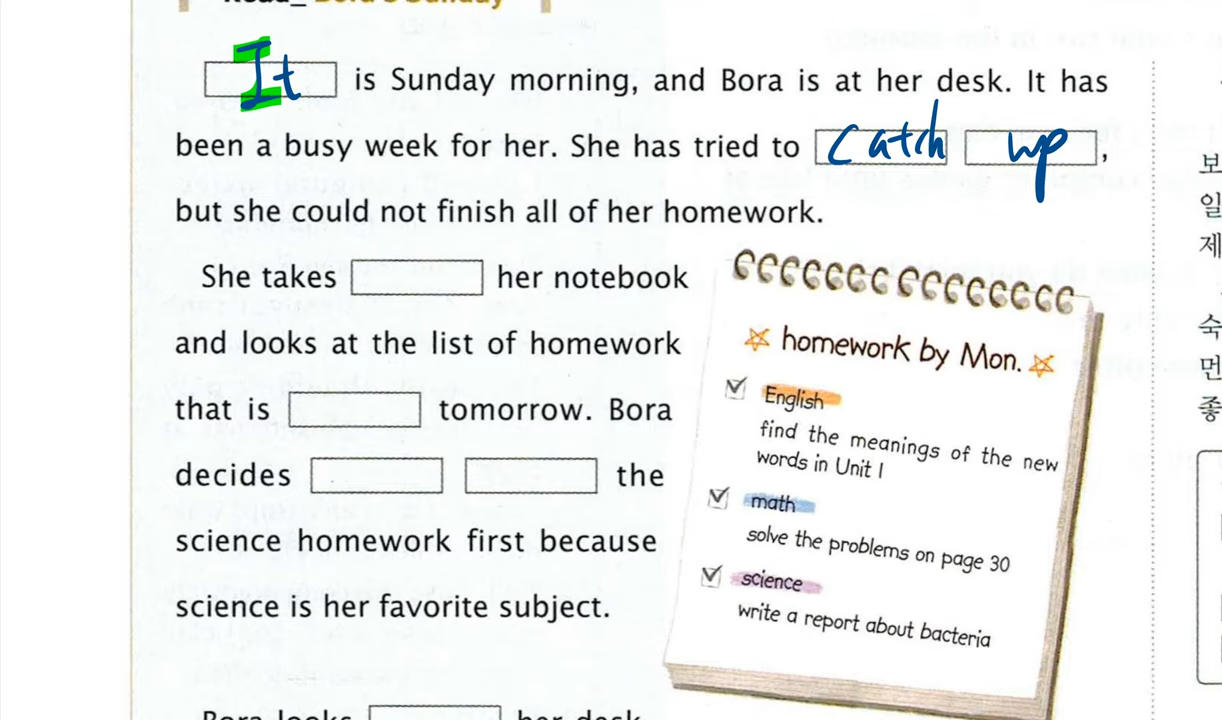 Read_ Bora's Sunday
It is Sunday morning, and Bora is at her desk. It has
been a busy week for her. She has tried to catch up,
but she could not finish all of her homework.
She takes her notebook
and looks at the list of homework
that is tomorrow. Bora
decides the
science homework first because
science is her favorite subject.
Bora looks her desk
homework by Mon.
English
find the meanings of the new
words in Unit 1
math
solve the problems on page 30
science
write a report about bacteria
보
일
제
숙
먼
좋